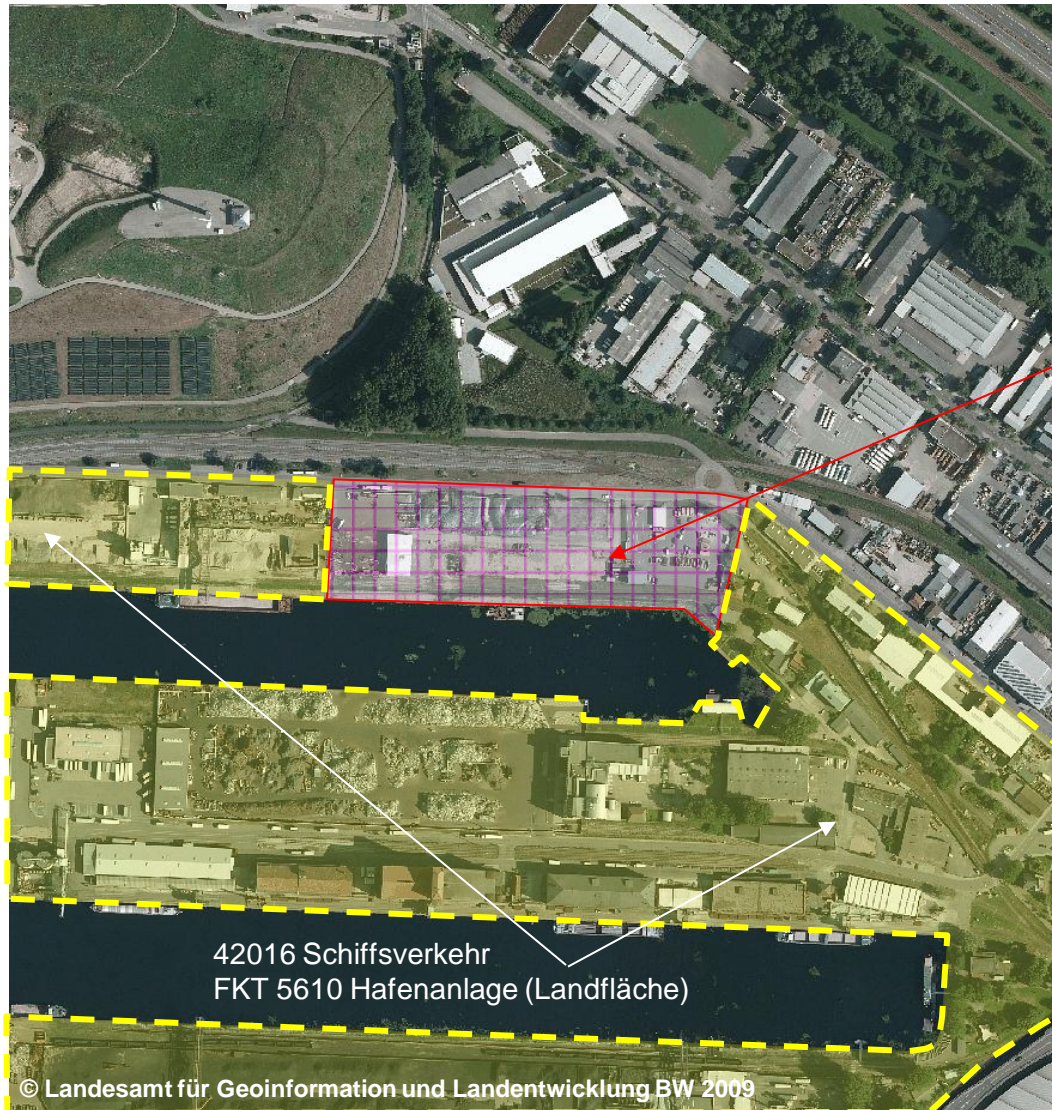 42016 Schiffsverkehr
FKT 5610 Hafenanlage (Landfläche)
© Landesamt für Geoinformation und Landentwicklung BW 2009